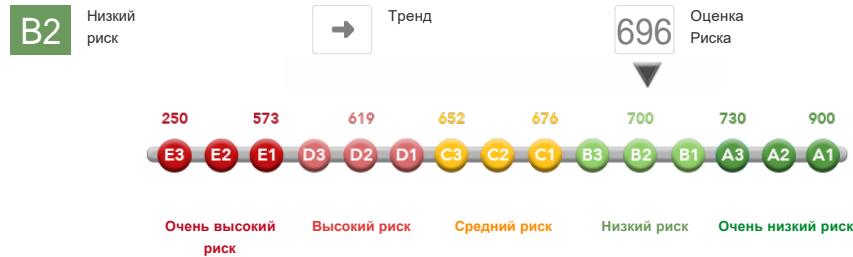 B2
Низкий
риск
Тренд
696
Оценка
Риска
250 573 619 652 676 700 730 900
E3 E2 E1 D3 D2 D1 C3 C2 C1 B3 B2 B1 A3 A2 A1
Очень высокий
риск
Высокий риск
Средний риск
Низкий риск
Очень низкий риск